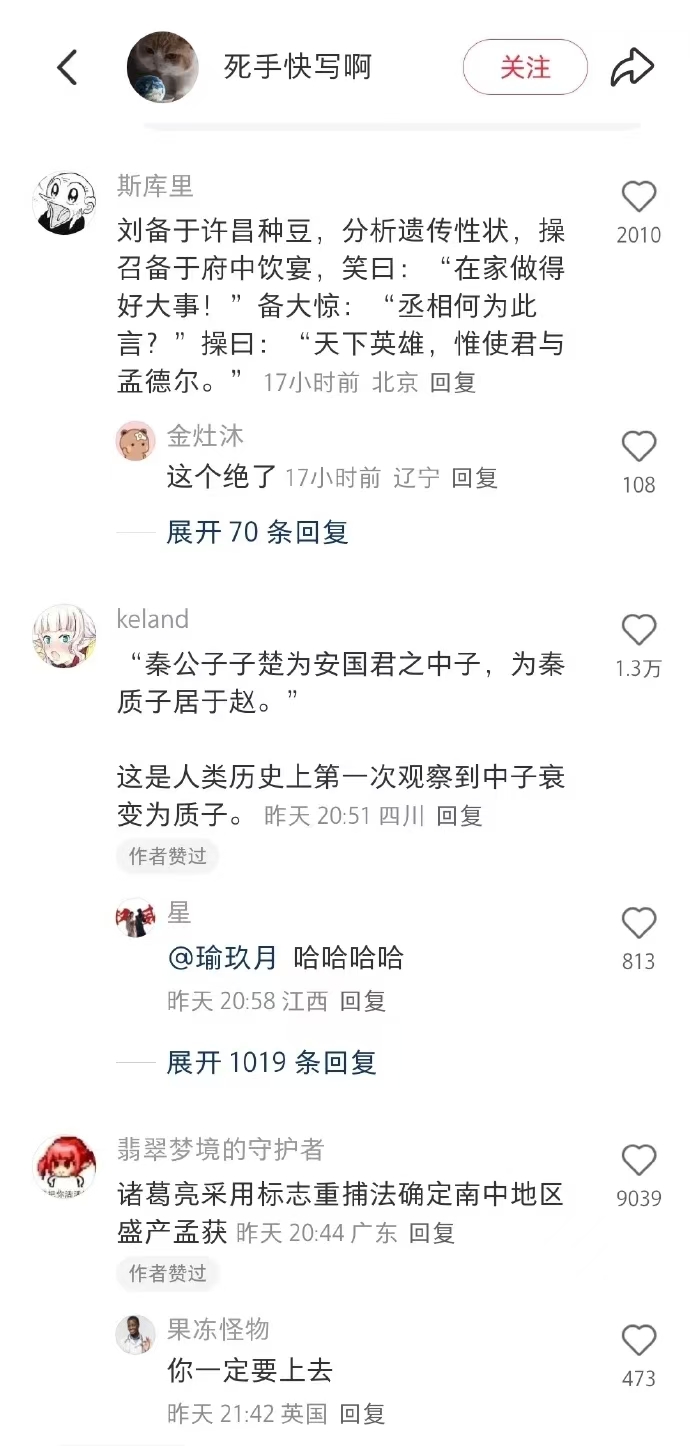 死手快写啊
关注
斯库里
刘备于许昌种豆，分析遗传性状，操
召备于府中饮宴，笑曰：“在家做得
好大事！”备大惊：“丞相何为此
言？”操曰：“天下英雄，惟使君与
孟德尔。” 17小时前 北京 回复
2010
金灶沐
这个绝了 17小时前 辽宁 回复
108
展开 70 条回复
keland
“秦公子子楚为安国君之中子，为秦
质子居于赵。”
1.3万
这是人类历史上第一次观察到中子衰
变为质子。 昨天 20:51 四川 回复
作者赞过
星
@瑜玖月 哈哈哈哈
813
昨天 20:58 江西 回复
展开 1019 条回复
翡翠梦境的守护者
诸葛亮采用标志重捕法确定南中地区
9039
盛产孟获 昨天 20:44 广东 回复
作者赞过
果冻怪物
你一定要上去
473
昨天 21:42 英国 回复